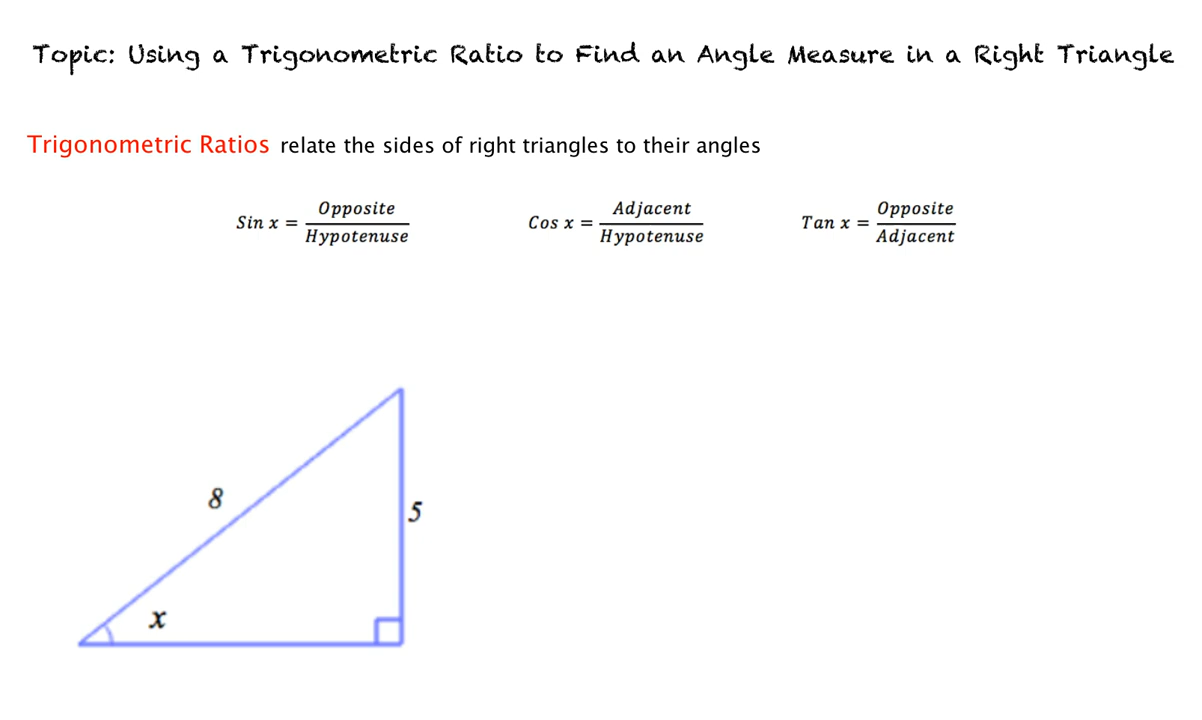 Topic: Using a Trigonometric Ratio to Find an Angle Measure in a Right Triangle
Trigonometric Ratios relate the sides of right triangles to their angles
Sin x = Opposite / Hypotenuse
Cos x = Adjacent / Hypotenuse
Tan x = Opposite / Adjacent
8
5
x